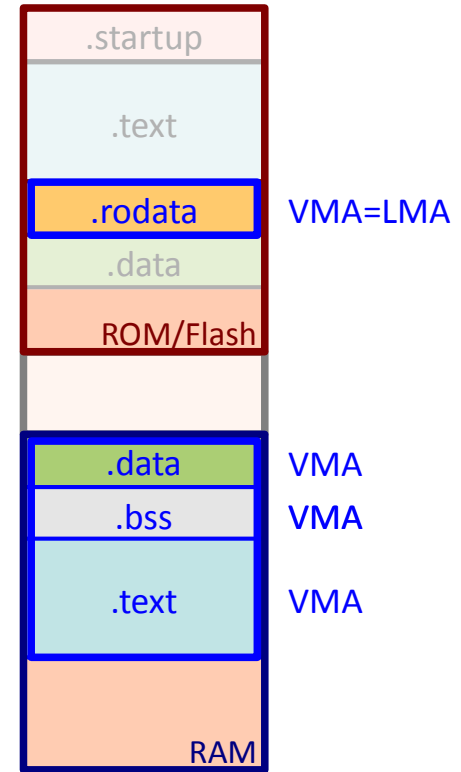 .startup
.text
.rodata VMA=LMA
.data
ROM/Flash
.data VMA
.bss VMA
.text VMA
RAM